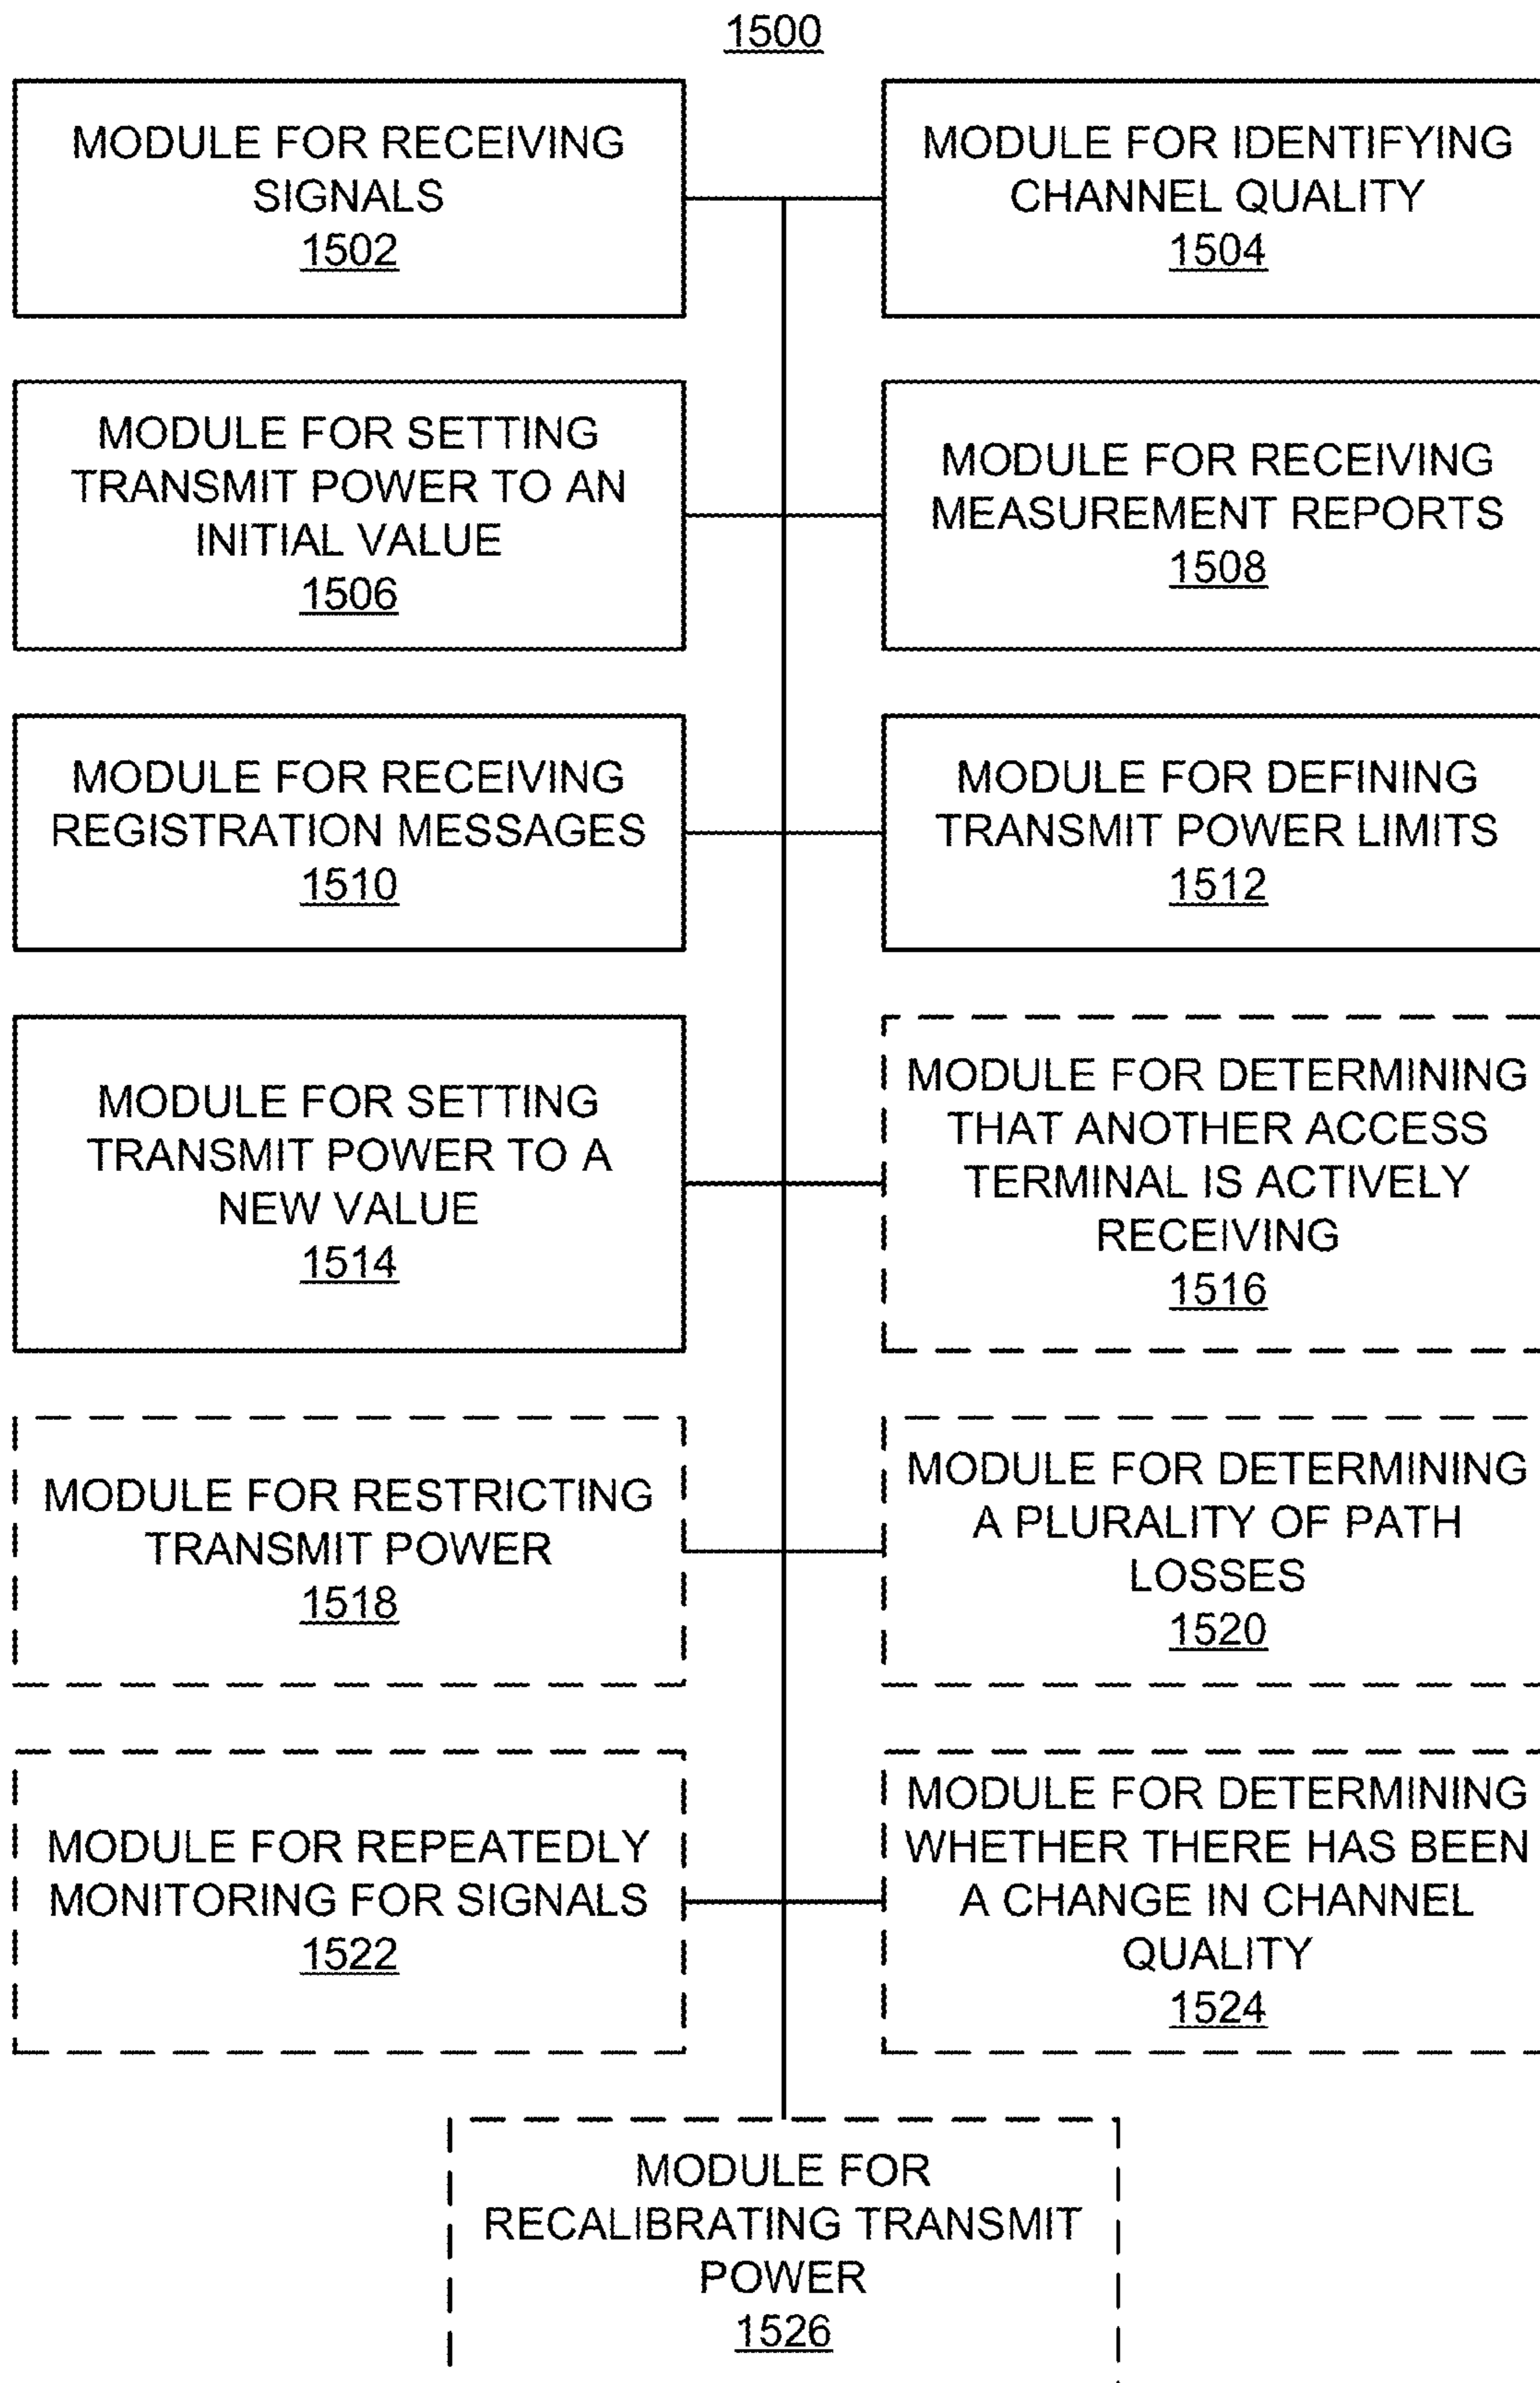 1500
MODULE FOR RECEIVING
SIGNALS
1502
MODULE FOR IDENTIFYING
CHANNEL QUALITY
1504
MODULE FOR SETTING
TRANSMIT POWER TO AN
INITIAL VALUE
1506
MODULE FOR RECEIVING
MEASUREMENT REPORTS
1508
MODULE FOR RECEIVING
REGISTRATION MESSAGES
1510
MODULE FOR DEFINING
TRANSMIT POWER LIMITS
1512
MODULE FOR SETTING
TRANSMIT POWER TO A
NEW VALUE
1514
MODULE FOR DETERMINING
THAT ANOTHER ACCESS
TERMINAL IS ACTIVELY
RECEIVING
1516
MODULE FOR RESTRICTING
TRANSMIT POWER
1518
MODULE FOR DETERMINING
A PLURALITY OF PATH
LOSSES
1520
MODULE FOR REPEATEDLY
MONITORING FOR SIGNALS
1522
MODULE FOR DETERMINING
WHETHER THERE HAS BEEN
A CHANGE IN CHANNEL
QUALITY
1524
MODULE FOR
RECALIBRATING TRANSMIT
POWER
1526